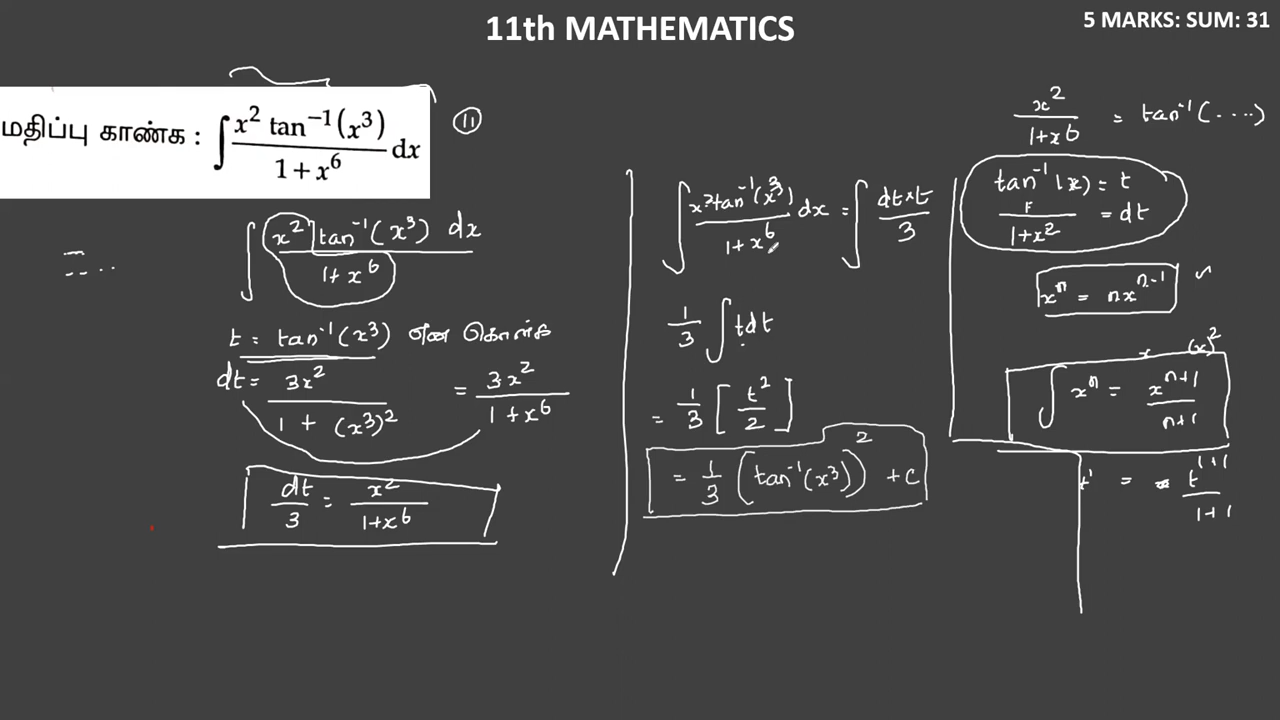 11th MATHEMATICS
5 MARKS: SUM: 31
மதிப்பு காண்க : ∫ x² tan⁻¹(x³) / 1 + x⁶ dx
11
∫ x² tan⁻¹(x³) dx / 1 + x⁶
t = tan⁻¹(x³) என கொள்க
dt = 3x² / 1 + (x³)² = 3x² / 1 + x⁶
dt / 3 = x² / 1+x⁶
∫ x² tan⁻¹(x³) / 1 + x⁶ dx = ∫ dt × t / 3
1/3 ∫ t dt
= 1/3 [ t² / 2 ]
= 1/3 (tan⁻¹(x³))² + c
x² / 1+x⁶ = tan⁻¹(....)
tan⁻¹(x) = t
1 / 1+x² = dt
xⁿ = nxⁿ⁻¹
(x)²
∫ xⁿ = xⁿ⁺¹ / n+1
t¹ = t¹⁺¹ / 1+1